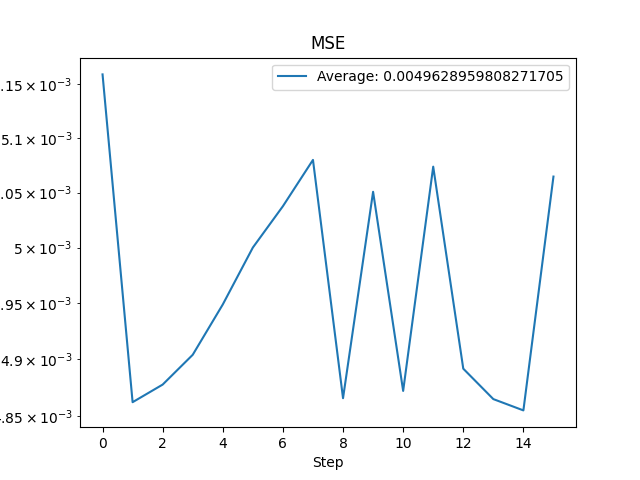 MSE
Average: 0.0049628959808271705
.15 × 10⁻³
5.1 × 10⁻³
.05 × 10⁻³
5 × 10⁻³
.95 × 10⁻³
4.9 × 10⁻³
.85 × 10⁻³
0 2 4 6 8 10 12 14
Step